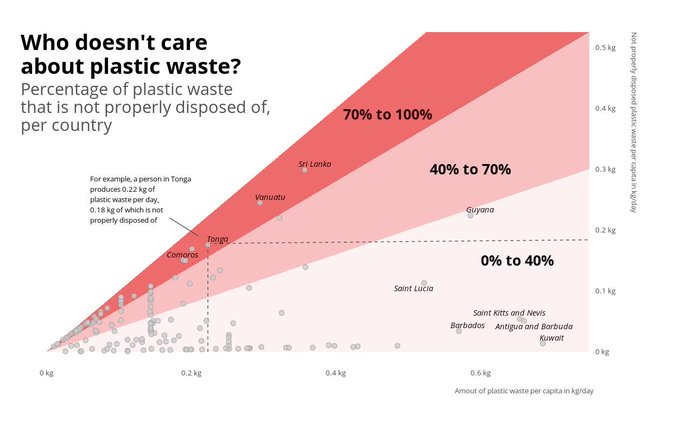 Who doesn't care
about plastic waste?
Percentage of plastic waste
that is not properly disposed of,
per country
For example, a person in Tonga
produces 0.22 kg of
plastic waste per day,
0.18 kg of which is not
properly disposed of
70% to 100%
40% to 70%
0% to 40%
Sri Lanka
Vanuatu
Tonga
Comoros
Guyana
Saint Lucia
Saint Kitts and Nevis
Barbados
Antigua and Barbuda
Kuwait
0.5 kg
0.4 kg
0.3 kg
0.2 kg
0.1 kg
0 kg
Not properly disposed plastic waste per capita in kg/day
0 kg
0.2 kg
0.4 kg
0.6 kg
Amout of plastic waste per capita in kg/day